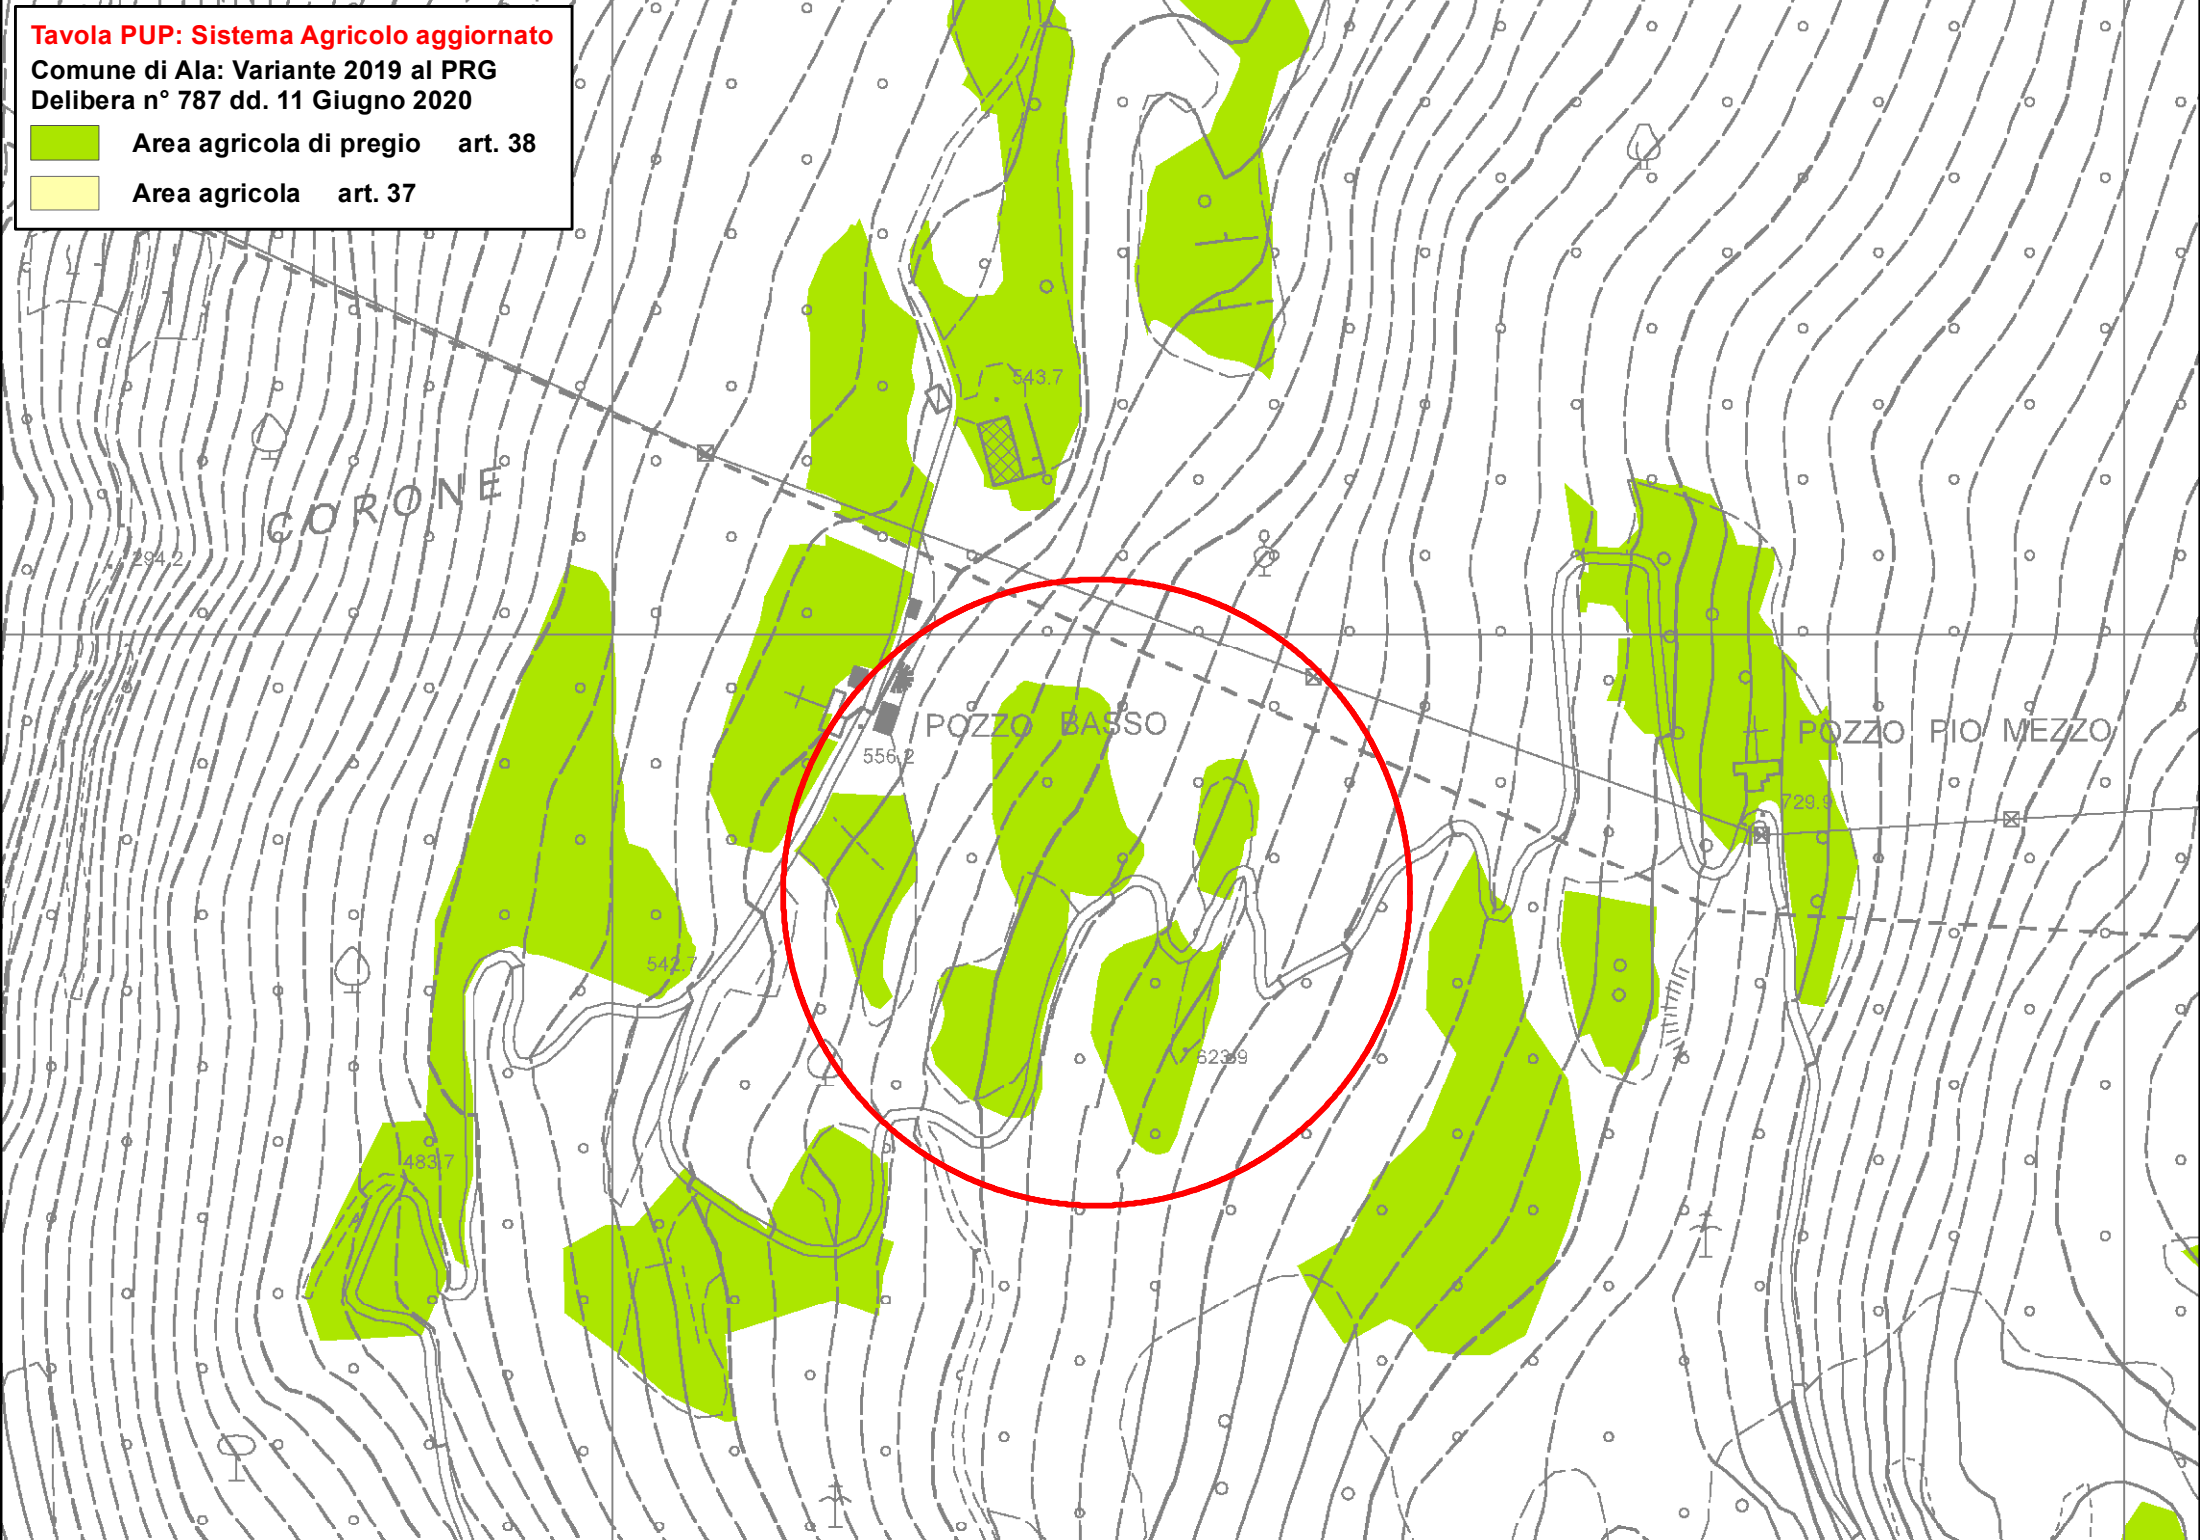 Tavola PUP: Sistema Agricolo aggiornato
Comune di Ala: Variante 2019 al PRG
Delibera n° 787 dd. 11 Giugno 2020
Area agricola di pregio art. 38
Area agricola art. 37
543.7
CORONE
294.2
POZZO BASSO
POZZO PIO MEZZO
556.2
729.9
542.7
623.9
483.7